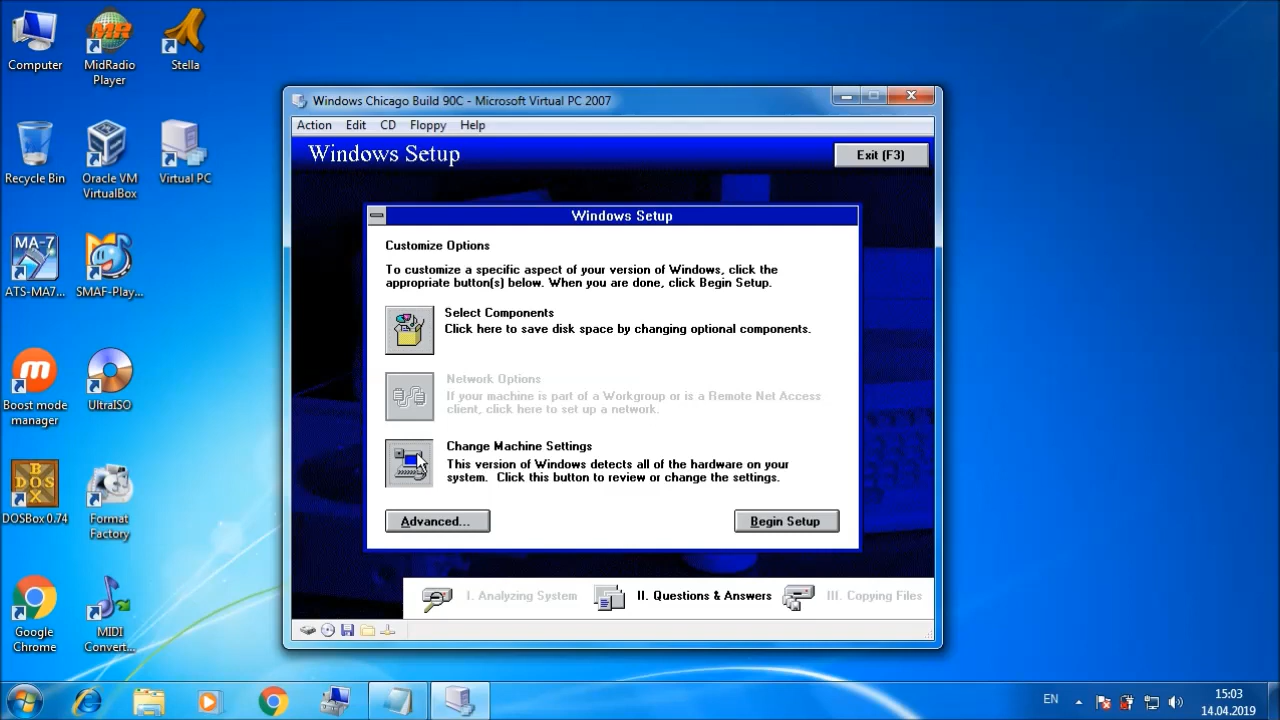 Computer
MidRadio
Player
Stella
Recycle Bin
Oracle VM
VirtualBox
Virtual PC
MA-7
ATS-MA7...
SMAF-Play...
Boost mode
manager
UltraISO
DOSBox 0.74
Format
Factory
Google
Chrome
MIDI
Convert...
Windows Chicago Build 90C - Microsoft Virtual PC 2007
Action Edit CD Floppy Help
Windows Setup
Exit (F3)
Windows Setup
Customize Options
To customize a specific aspect of your version of Windows, click the
appropriate button(s) below. When you are done, click Begin Setup.
Select Components
Click here to save disk space by changing optional components.
Network Options
If your machine is part of a Workgroup or is a Remote Net Access
client, click here to set up a network.
Change Machine Settings
This version of Windows detects all of the hardware on your
system. Click this button to review or change the settings.
Advanced... Begin Setup
I. Analyzing System II. Questions & Answers III. Copying Files
EN
15:03
14.04.2019